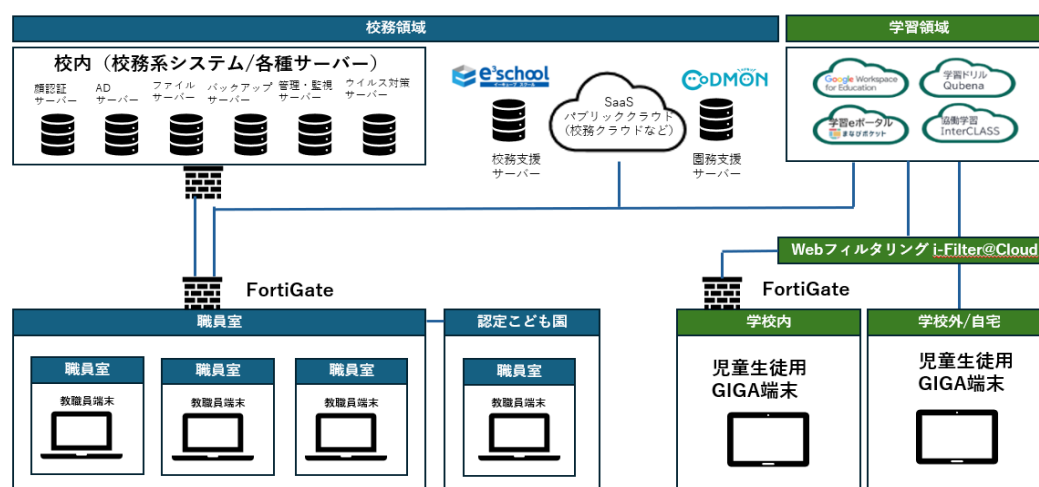 校務領域
学習領域
校内（校務系システム/各種サーバー）
顔認証
サーバー
AD
サーバー
ファイル
サーバー
バックアップ
サーバー
管理・監視
サーバー
ウイルス対策
サーバー
e³school
イーキューブ スクール
校務支援
サーバー
SaaS
パブリッククラウド
（校務クラウドなど）
CoDMON
園務支援
サーバー
Google Workspace
for Education
学習ドリル
Qubena
学習eポータル
まなびポケット
協働学習
InterCLASS
Webフィルタリング i-Filter@Cloud
FortiGate
FortiGate
職員室
認定こども園
学校内
学校外/自宅
職員室
教職員端末
職員室
教職員端末
職員室
教職員端末
職員室
教職員端末
児童生徒用
GIGA端末
児童生徒用
GIGA端末